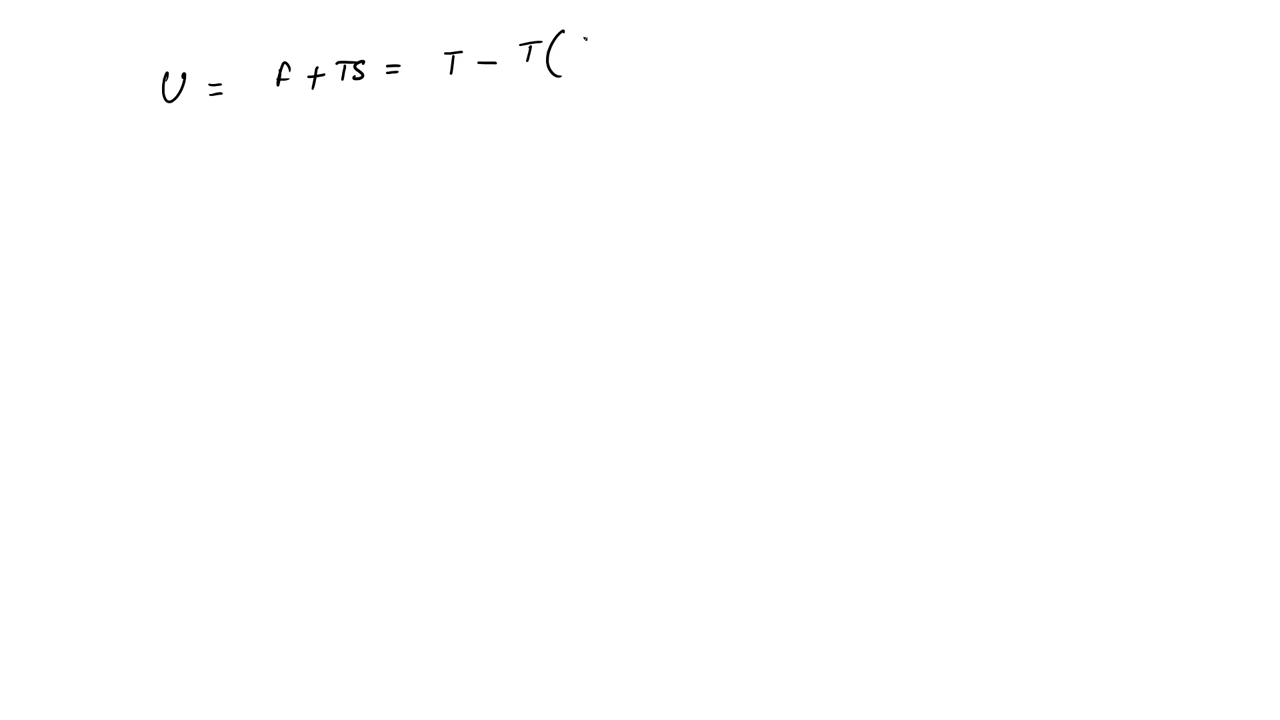 U = F + TS = T - T(